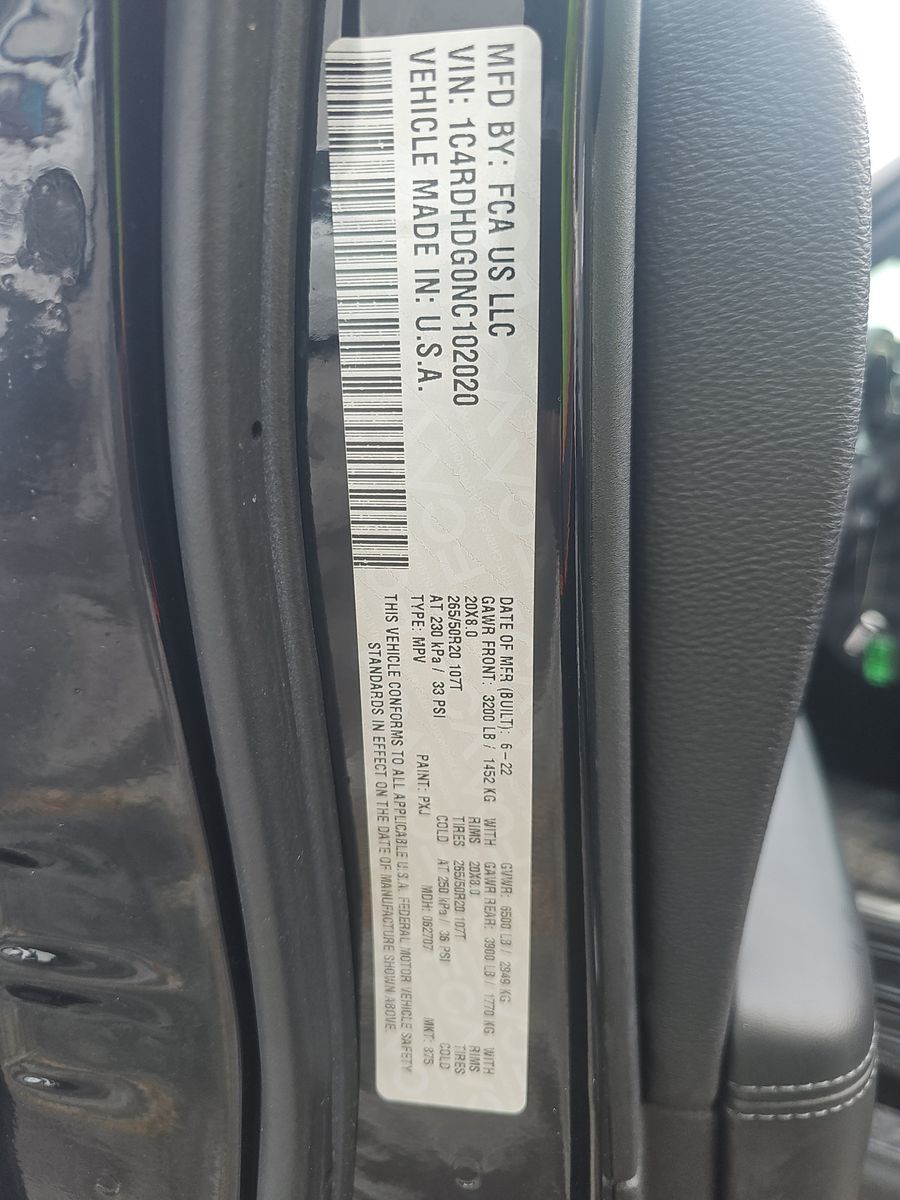 MFD BY: FCA US LLC
VIN: 1C4RDHDG0NC102020
VEHICLE MADE IN: U.S.A.
DATE OF MFR (BUILT): 6-22 GVWR: 6500 LB / 2949 KG
GAWR FRONT: 3200 LB / 1452 KG WITH GAWR REAR: 3900 LB / 1770 KG WITH
20X8.0 RIMS 20X8.0 RIMS
265/50R20 107T TIRES 265/50R20 107T TIRES
AT 230 kPa / 33 PSI COLD AT 250 kPa / 36 PSI COLD
TYPE: MPV PAINT: PXJ MDH: 062707 MKT: 875
THIS VEHICLE CONFORMS TO ALL APPLICABLE U.S.A. FEDERAL MOTOR VEHICLE SAFETY
STANDARDS IN EFFECT ON THE DATE OF MANUFACTURE SHOWN ABOVE.